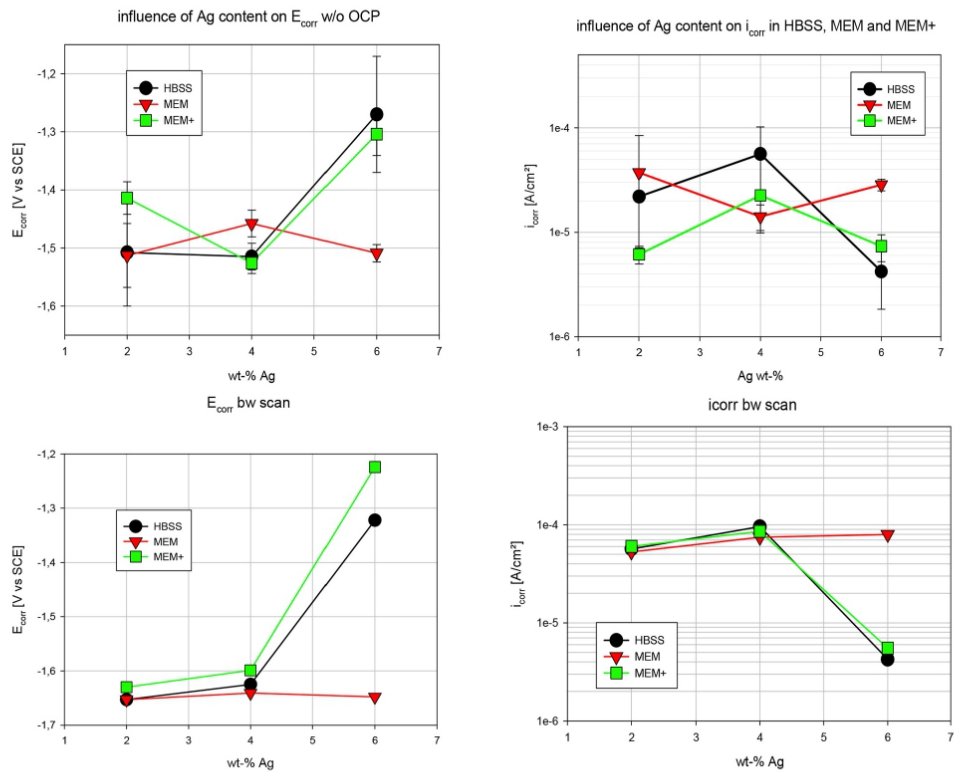 influence of Ag content on Ecorr w/o OCP
-1,2
-1,3
-1,4
-1,5
-1,6
Ecorr [V vs SCE]
HBSS
MEM
MEM+
1 2 3 4 5 6 7
wt-% Ag
influence of Ag content on icorr in HBSS, MEM and MEM+
1e-4
1e-5
1e-6
icorr [A/cm²]
HBSS
MEM
MEM+
1 2 3 4 5 6 7
Ag wt-%
Ecorr bw scan
-1,2
-1,3
-1,4
-1,5
-1,6
-1,7
Ecorr [V vs SCE]
HBSS
MEM
MEM+
1 2 3 4 5 6 7
wt-% Ag
icorr bw scan
1e-3
1e-4
1e-5
1e-6
icorr [A/cm²]
HBSS
MEM
MEM+
1 2 3 4 5 6 7
wt-% Ag